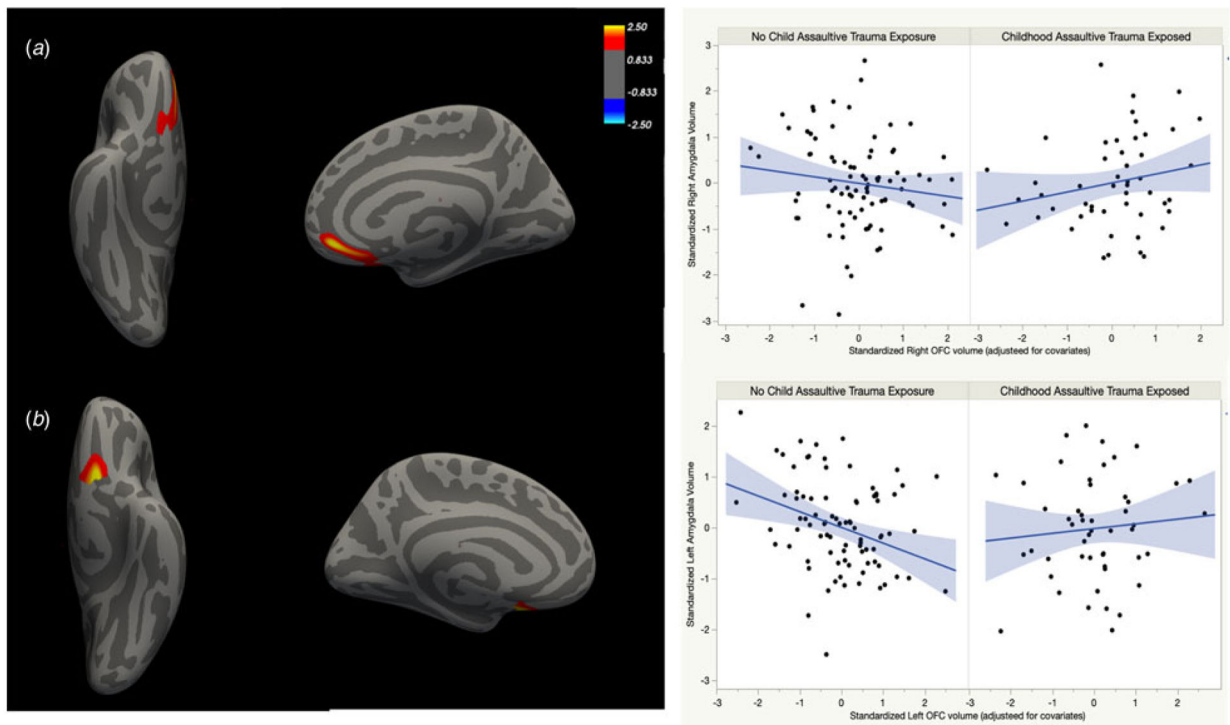 (a)
2.50
0.833
-0.833
-2.50
(b)
No Child Assaultive Trauma Exposure
Childhood Assaultive Trauma Exposed
Standardized Right Amygdala Volume
3
2
1
0
-1
-2
-3
-3 -2 -1 0 1 2 -3 -2 -1 0 1 2
Standardized Right OFC volume (adjusteed for covariates)
No Child Assaultive Trauma Exposure
Childhood Assaultive Trauma Exposed
Standardized Left Amygdala Volume
2
1
0
-1
-2
-3
-3 -2 -1 0 1 2 -3 -2 -1 0 1 2
Standardized Left OFC volume (adjusteed for covariates)